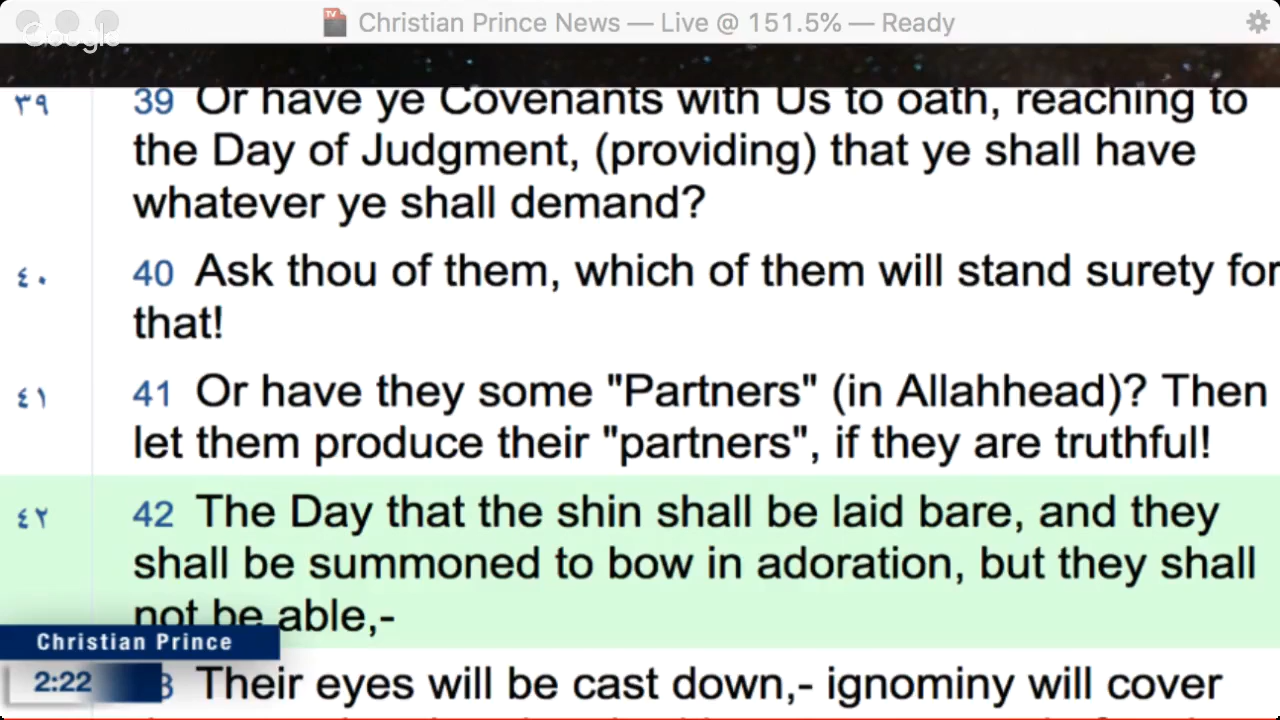 Christian Prince News — Live @ 151.5% — Ready
Google
٣٩ 39 Or have ye Covenants with Us to oath, reaching to
the Day of Judgment, (providing) that ye shall have
whatever ye shall demand?
٤٠ 40 Ask thou of them, which of them will stand surety for
that!
٤١ 41 Or have they some "Partners" (in Allahhead)? Then
let them produce their "partners", if they are truthful!
٤٢ 42 The Day that the shin shall be laid bare, and they
shall be summoned to bow in adoration, but they shall
not be able,-
Christian Prince
2:22
3 Their eyes will be cast down,- ignominy will cover